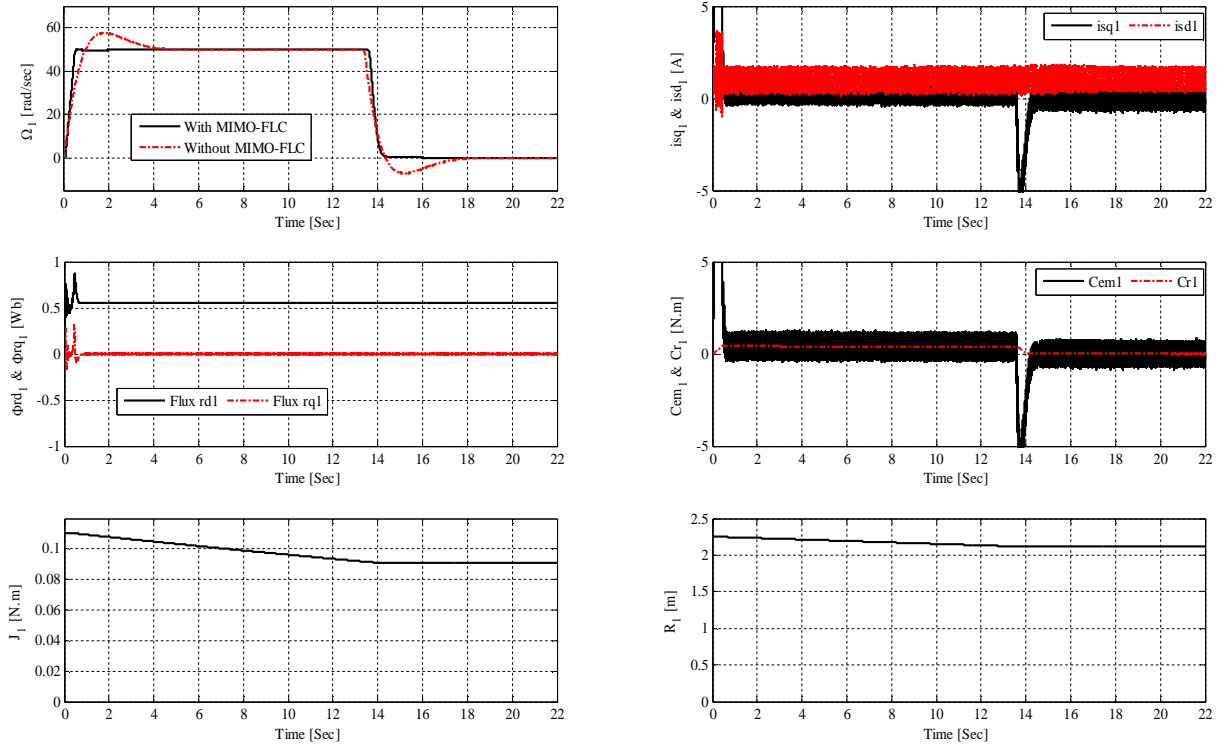 60
40
20
0
Ω1 [rad/sec]
With MIMO-FLC
Without MIMO-FLC
0 2 4 6 8 10 12 14 16 18 20 22
Time [Sec]
5
0
-5
isq1 & isd1 [A]
isq1 isd1
0 2 4 6 8 10 12 14 16 18 20 22
Time [Sec]
1
0.5
0
-0.5
-1
Φrd1 & Φrq1 [Wb]
Flux rd1 Flux rq1
0 2 4 6 8 10 12 14 16 18 20 22
Time [Sec]
5
0
-5
Cem1 & Cr1 [N.m]
Cem1 Cr1
0 2 4 6 8 10 12 14 16 18 20 22
Time [Sec]
0.1
0.08
0.06
0.04
0.02
0
J1 [N.m]
0 2 4 6 8 10 12 14 16 18 20 22
Time [Sec]
2.5
2
1.5
1
0.5
0
R1 [m]
0 2 4 6 8 10 12 14 16 18 20 22
Time [Sec]